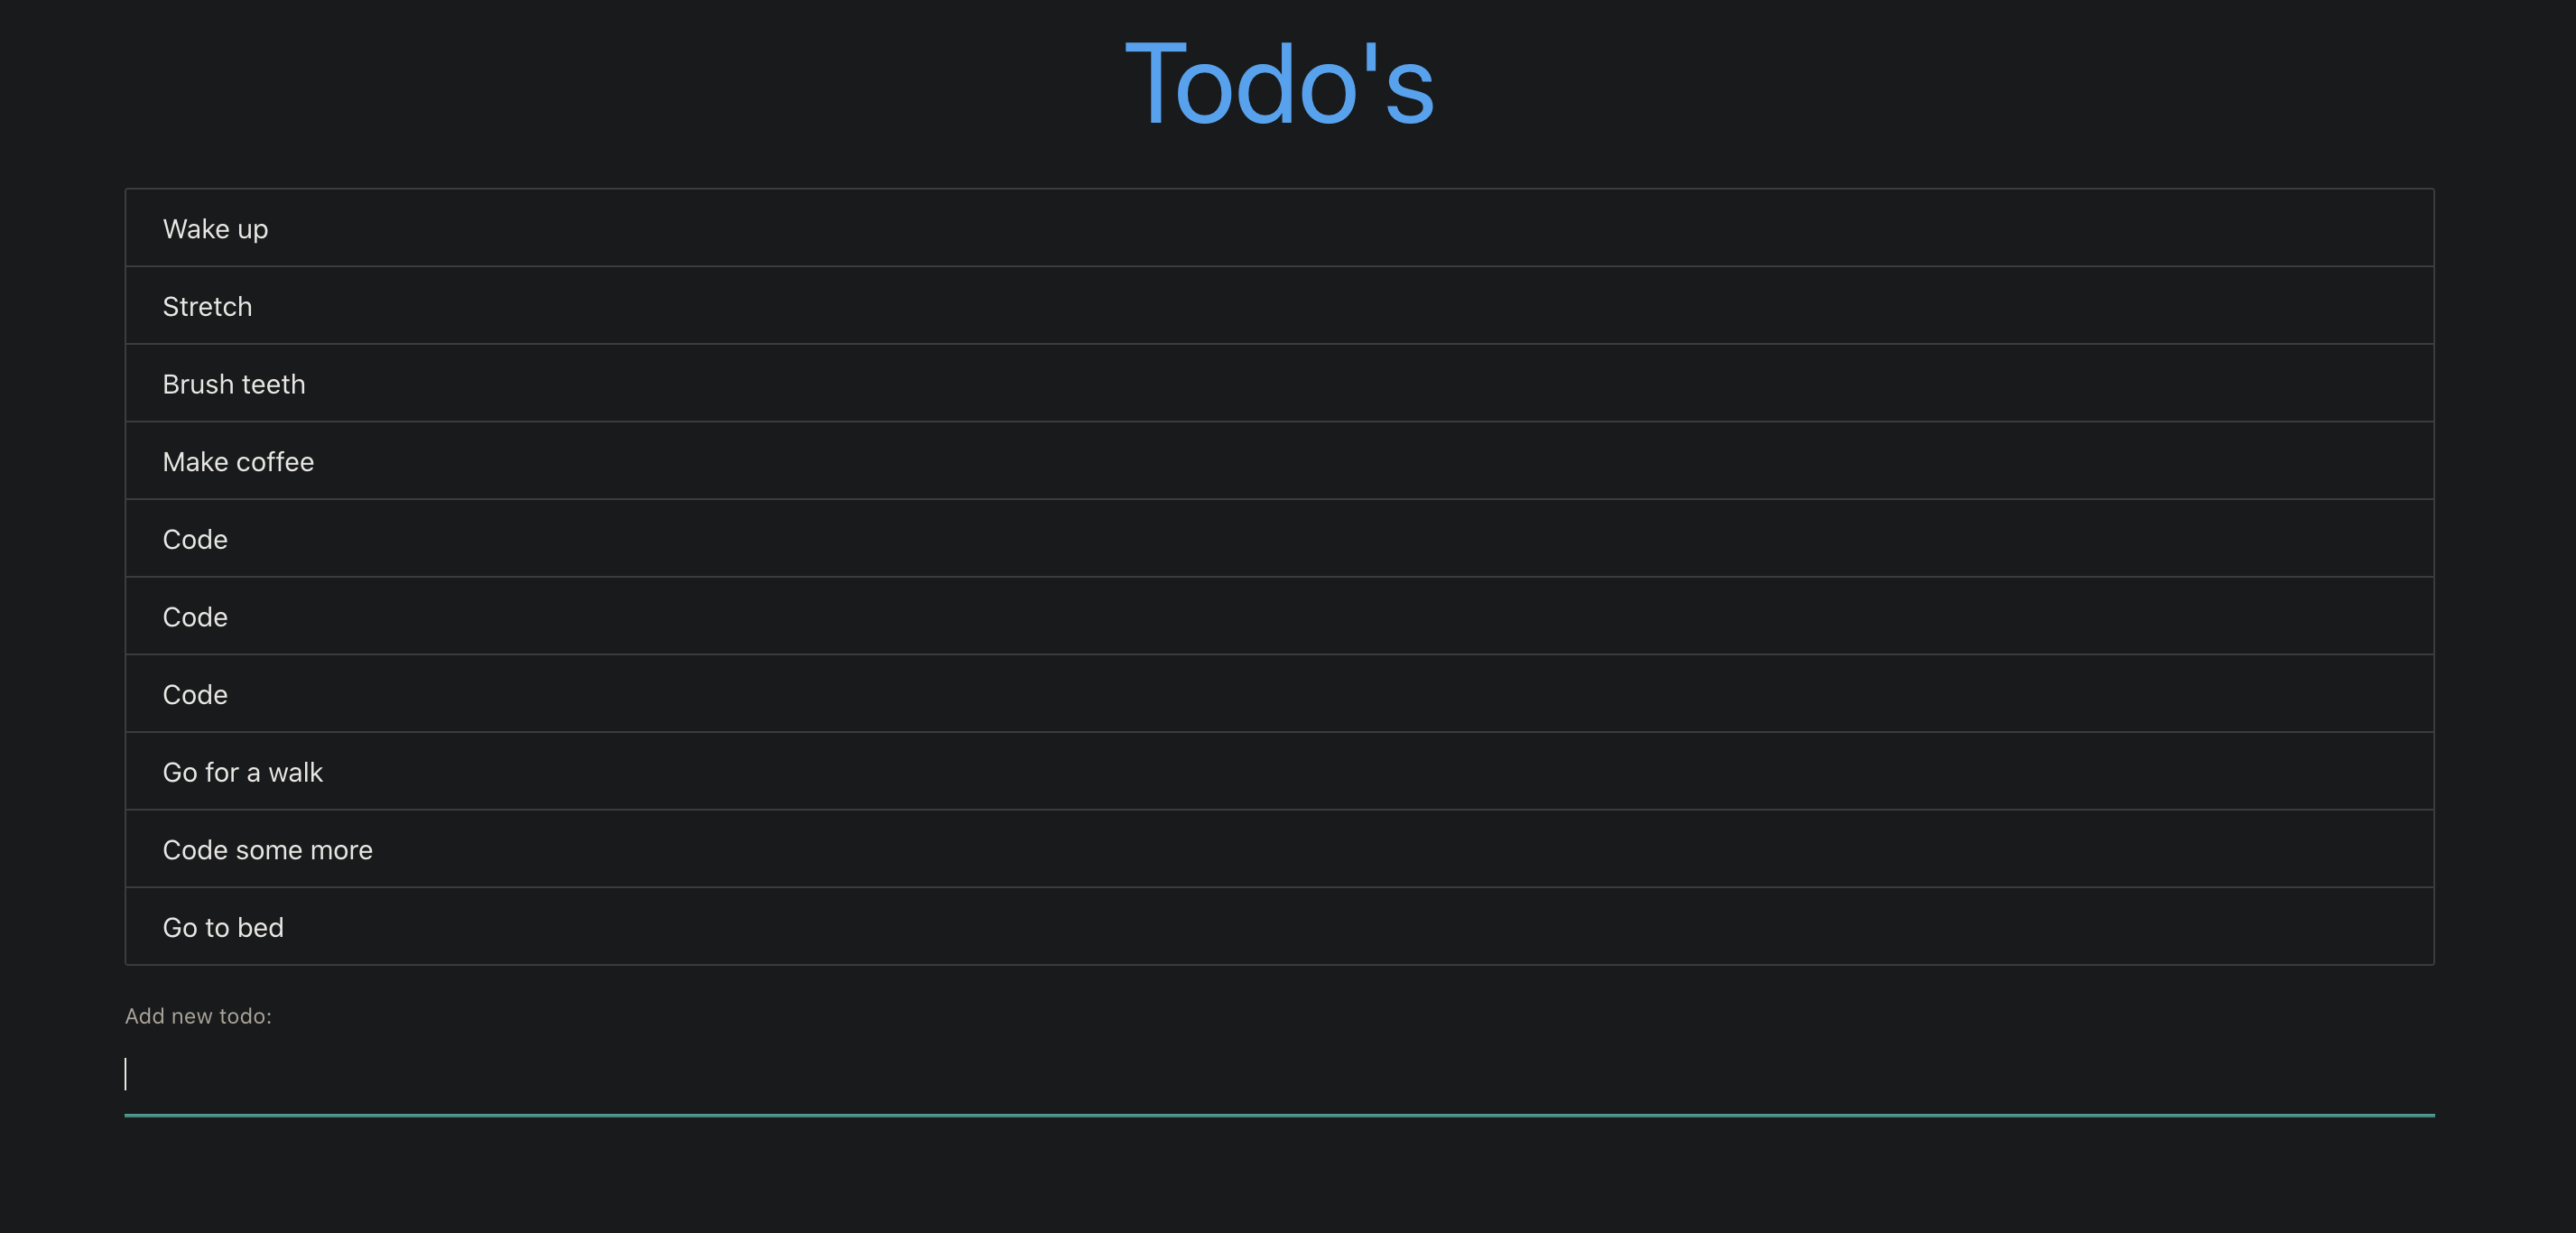 Todo's
Wake up
Stretch
Brush teeth
Make coffee
Code
Code
Code
Go for a walk
Code some more
Go to bed
Add new todo: